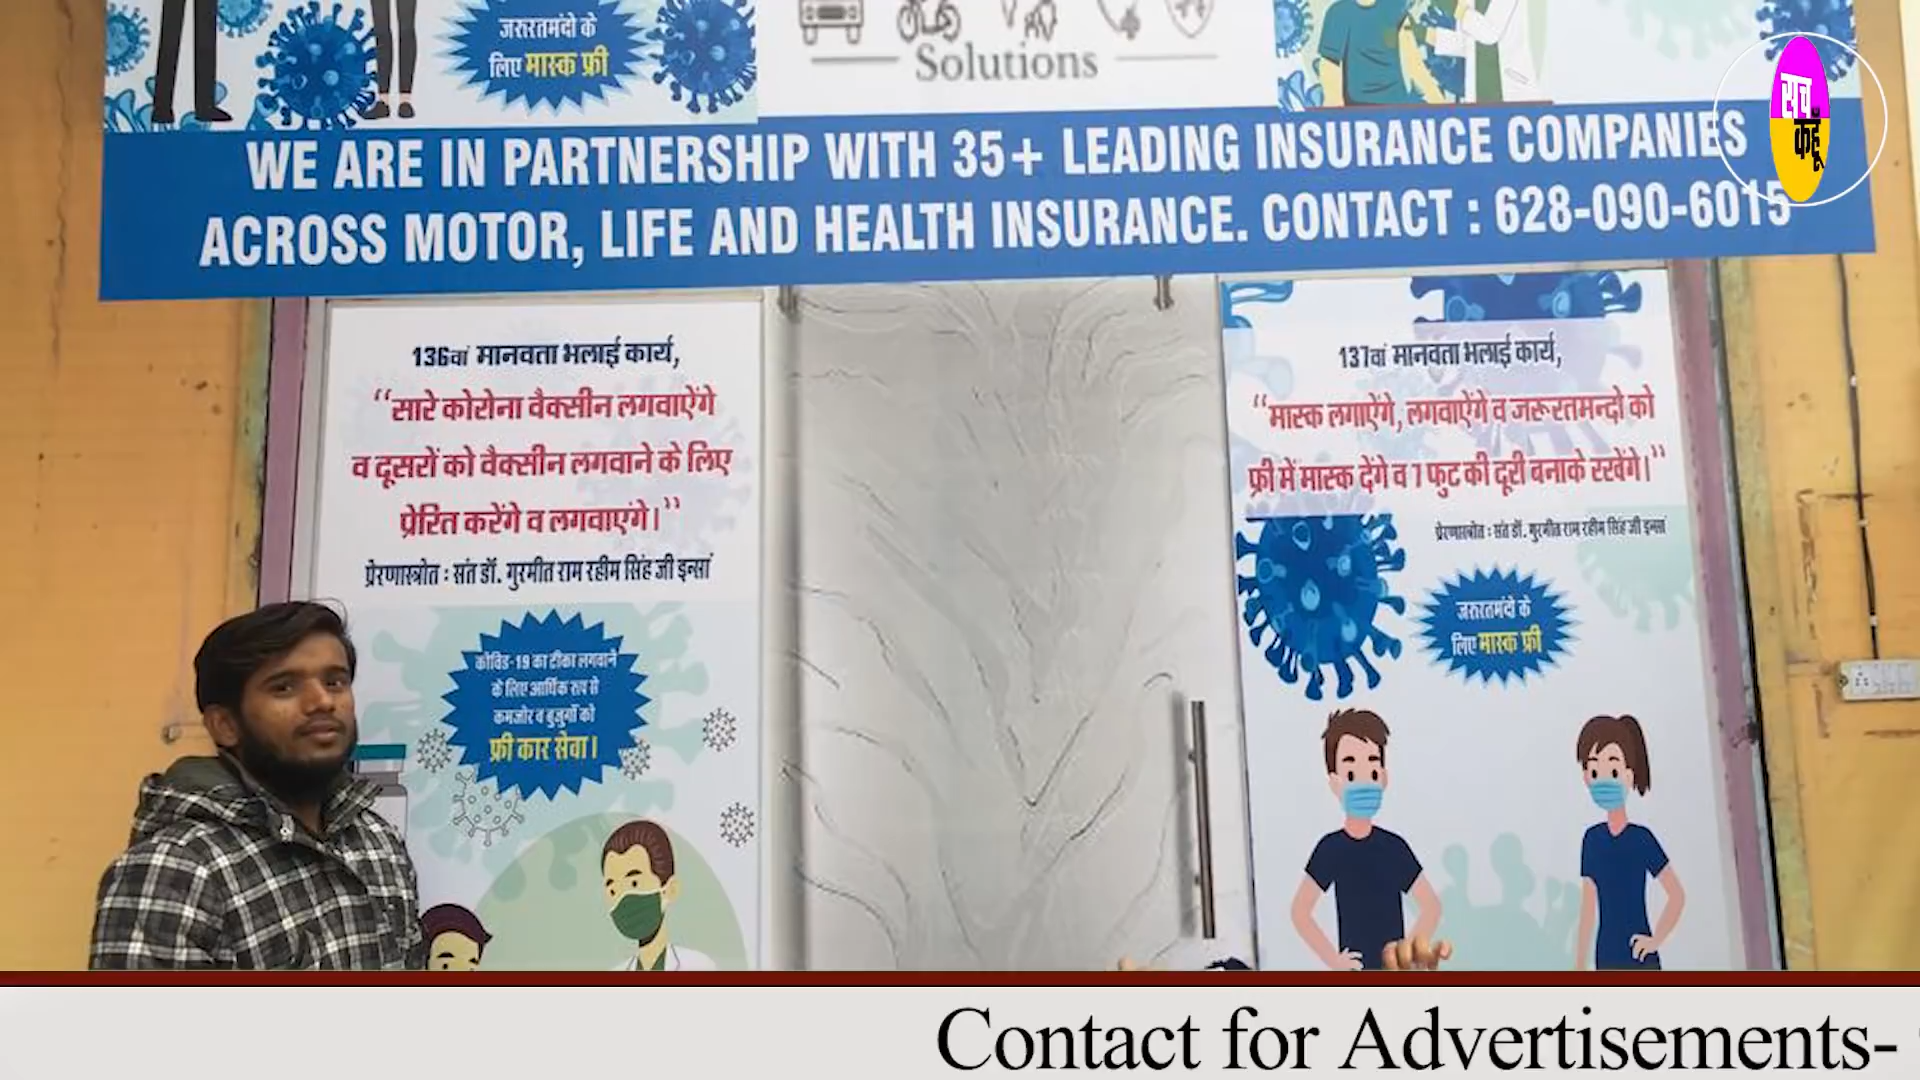 जरूरतमंदो के
लिए मास्क फ्री
Solutions
सच
कहूँ
WE ARE IN PARTNERSHIP WITH 35+ LEADING INSURANCE COMPANIES
ACROSS MOTOR, LIFE AND HEALTH INSURANCE. CONTACT : 628-090-6015
136वां मानवता भलाई कार्य,
“सारे कोरोना वैक्सीन लगवाऐंगे
व दूसरों को वैक्सीन लगवाने के लिए
प्रेरित करेंगे व लगवाएंगे।”
प्रेरणास्त्रोत : संत डॉ. गुरमीत राम रहीम सिंह जी इन्सां
कोविड-19 का टीका लगवाने
के लिए आर्थिक रूप से
कमजोर व बुजुर्गों को
फ्री कार सेवा।
137वां मानवता भलाई कार्य,
“मास्क लगाऐंगे, लगवाऐंगे व जरूरतमन्दो को
फ्री में मास्क देंगे व 7 फुट की दूरी बनाके रखेंगे।”
प्रेरणास्त्रोत : संत डॉ. गुरमीत राम रहीम सिंह जी इन्सां
जरूरतमंदो के
लिए मास्क फ्री
Contact for Advertisements-